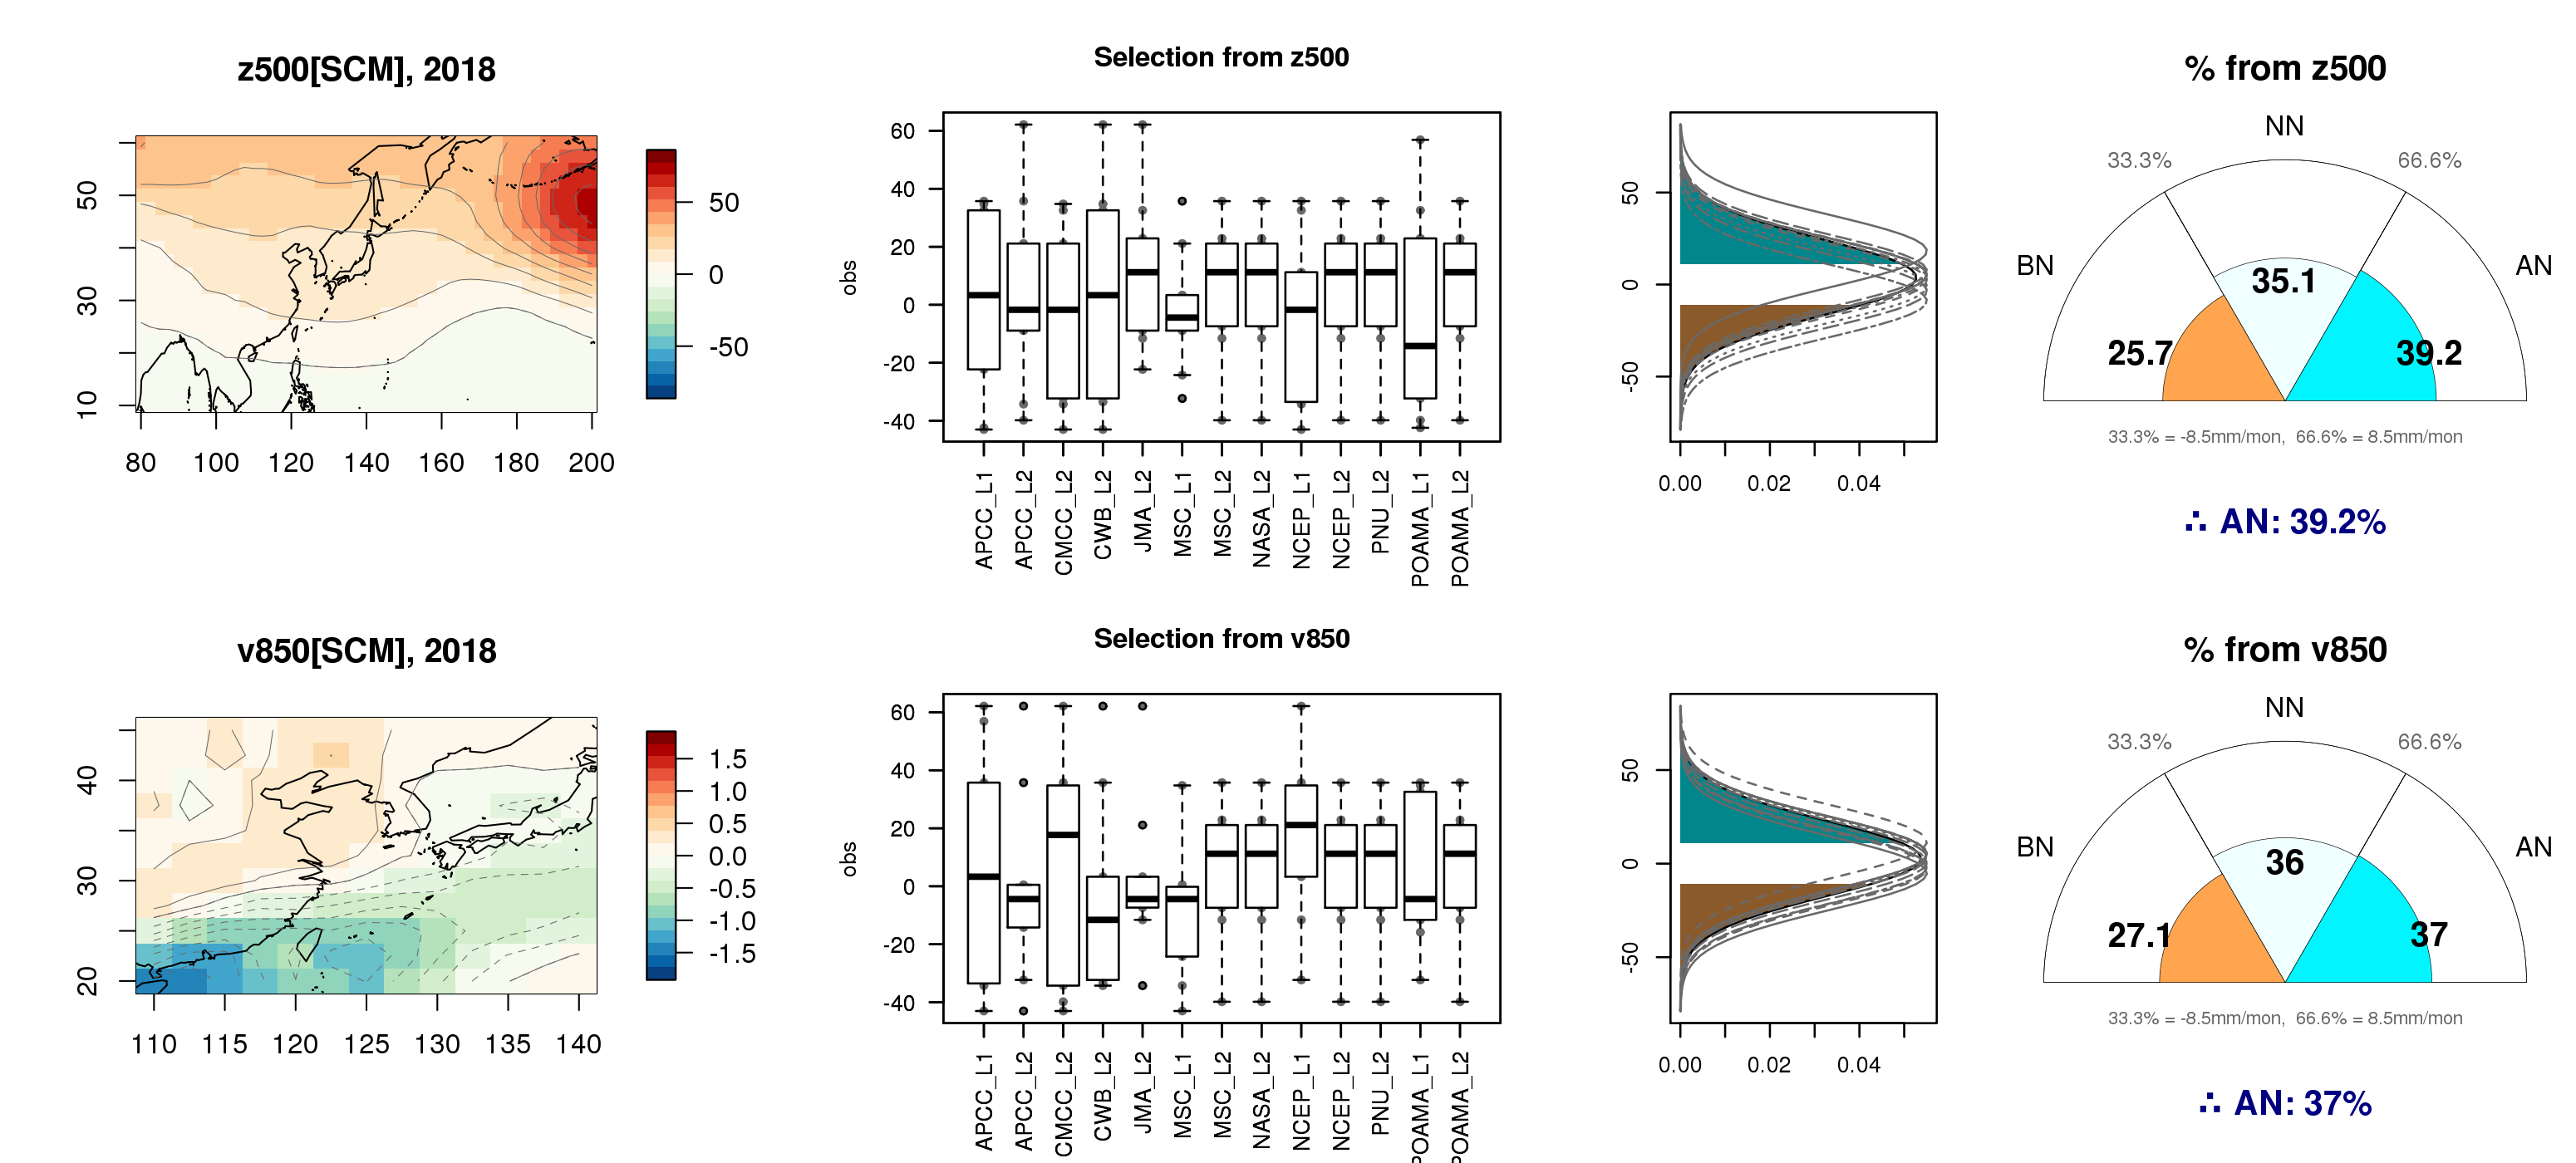 z500[SCM], 2018
50
30
10
80 100 120 140 160 180 200
50
0
-50
Selection from z500
obs
60
40
20
0
-20
-40
APCC_L1
APCC_L2
CMCC_L2
CWB_L2
JMA_L2
MSC_L1
MSC_L2
NASA_L2
NCEP_L1
NCEP_L2
PNU_L2
POAMA_L1
POAMA_L2
50
0
-50
0.00 0.02 0.04
% from z500
NN
33.3% 66.6%
BN AN
35.1
25.7 39.2
33.3% = -8.5mm/mon, 66.6% = 8.5mm/mon
∴ AN: 39.2%
v850[SCM], 2018
40
30
20
110 115 120 125 130 135 140
1.5
1.0
0.5
0.0
-0.5
-1.0
-1.5
Selection from v850
obs
60
40
20
0
-20
-40
APCC_L1
APCC_L2
CMCC_L2
CWB_L2
JMA_L2
MSC_L1
MSC_L2
NASA_L2
NCEP_L1
NCEP_L2
PNU_L2
POAMA_L1
POAMA_L2
50
0
-50
0.00 0.02 0.04
% from v850
NN
33.3% 66.6%
BN AN
36
27.1 37
33.3% = -8.5mm/mon, 66.6% = 8.5mm/mon
∴ AN: 37%